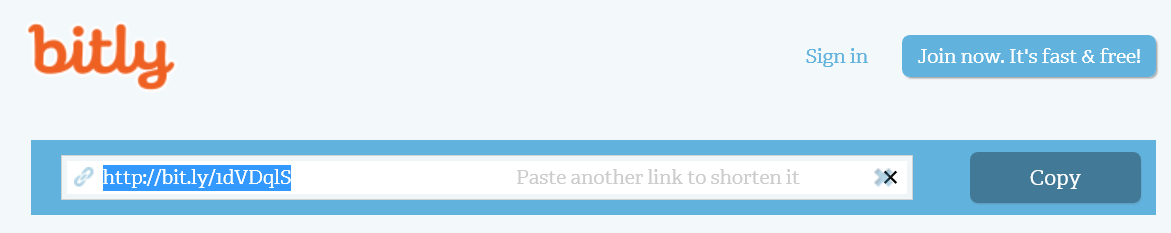 bitly
Sign in
Join now. It's fast & free!
http://bit.ly/1dVDqlS
Paste another link to shorten it
Copy